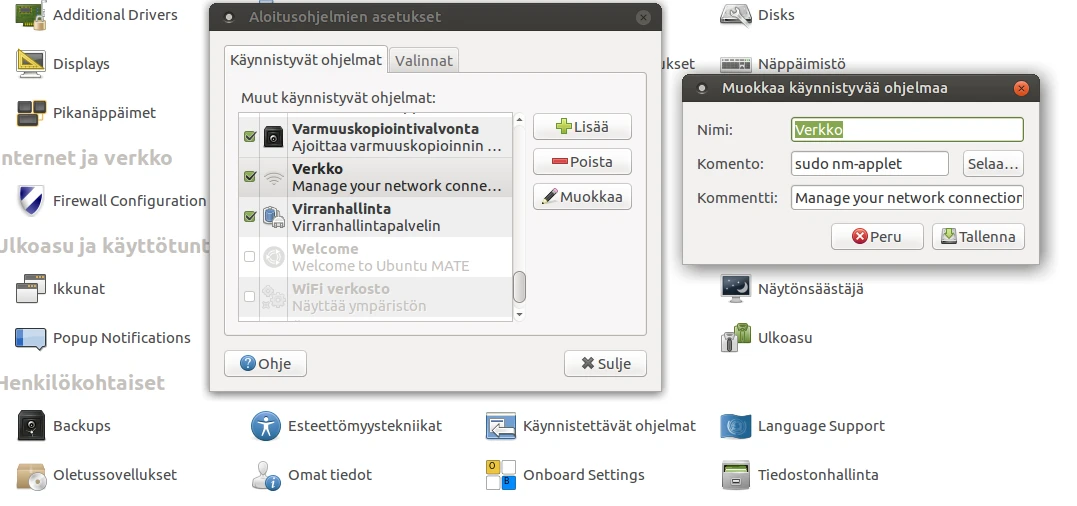 Additional Drivers
Displays
Pikanäppäimet
nternet ja verkko
Firewall Configuration
Ulkoasu ja käyttötunt
Ikkunat
Popup Notifications
Henkilökohtaiset
Backups
Esteettömyystekniikat
Käynnistettävät ohjelmat
Language Support
Oletussovellukset
Omat tiedot
Onboard Settings
Tiedostonhallinta
Aloitusohjelmien asetukset
Käynnistyvät ohjelmat
Valinnat
Muut käynnistyvät ohjelmat:
Varmuuskopiointivalvonta
Ajoittaa varmuuskopioinnin ...
Verkko
Manage your network conne...
Virranhallinta
Virranhallintapalvelin
Welcome
Welcome to Ubuntu MATE
WiFi verkosto
Näyttää ympäristön
Lisää
Poista
Muokkaa
Ohje
Sulje
Disks
kset
Näppäimistö
Muokkaa käynnistyvää ohjelmaa
Nimi:
Verkko
Komento:
sudo nm-applet
Selaa...
Kommentti:
Manage your network connection
Peru
Tallenna
Näytönsäästäjä
Ulkoasu